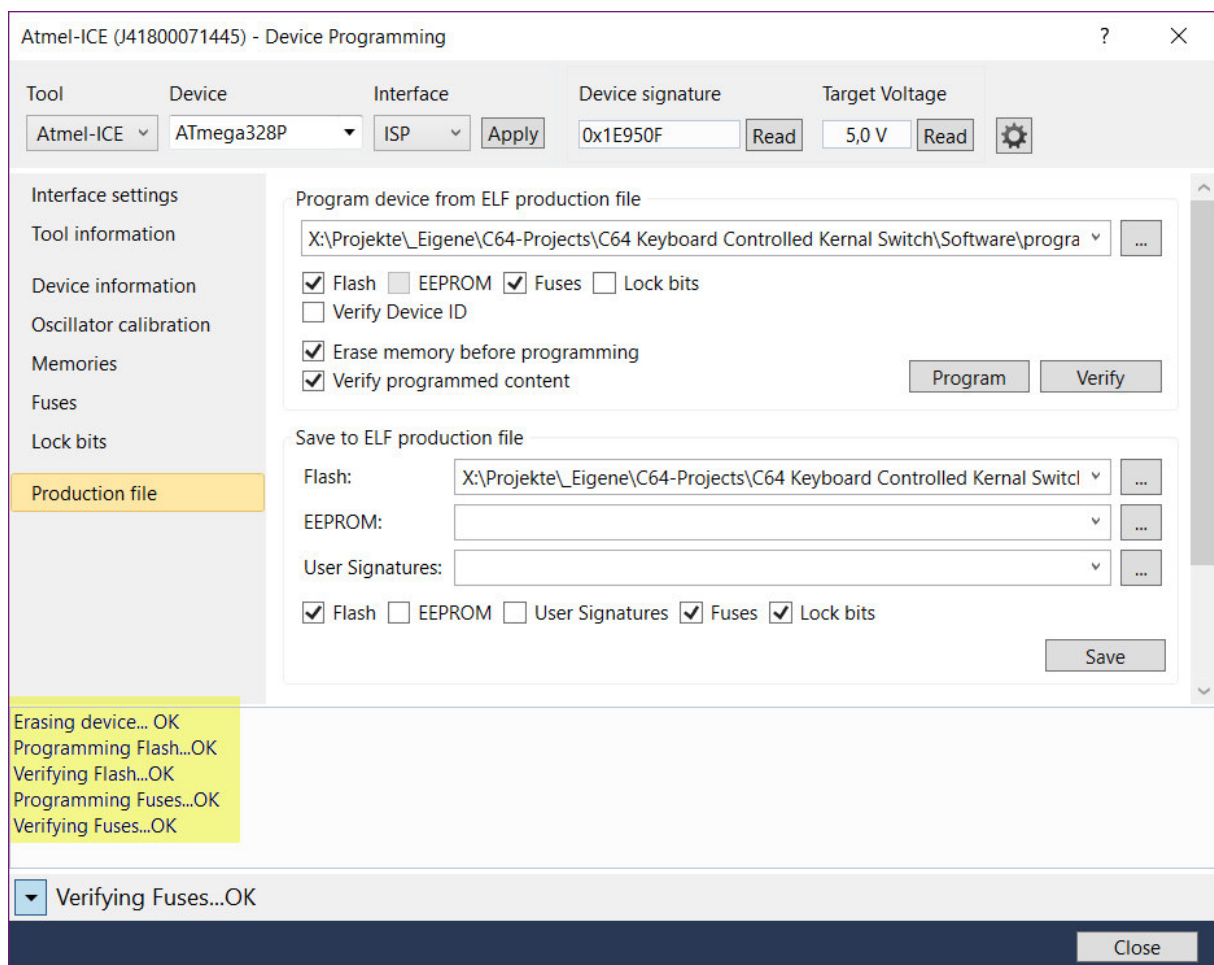 Atmel-ICE (J41800071445) - Device Programming ?
Tool Device Interface Device signature Target Voltage
Atmel-ICE ATmega328P ISP Apply 0x1E950F Read 5,0 V Read
Interface settings
Tool information
Device information
Oscillator calibration
Memories
Fuses
Lock bits
Production file
Program device from ELF production file
X:\Projekte\_Eigene\C64-Projects\C64 Keyboard Controlled Kernal Switch\Software\progra ...
Flash EEPROM Fuses Lock bits
Verify Device ID
Erase memory before programming
Verify programmed content
Program Verify
Save to ELF production file
Flash: X:\Projekte\_Eigene\C64-Projects\C64 Keyboard Controlled Kernal Switcl ...
EEPROM: ...
User Signatures: ...
Flash EEPROM User Signatures Fuses Lock bits
Save
Erasing device... OK
Programming Flash...OK
Verifying Flash...OK
Programming Fuses...OK
Verifying Fuses...OK
Verifying Fuses...OK
Close